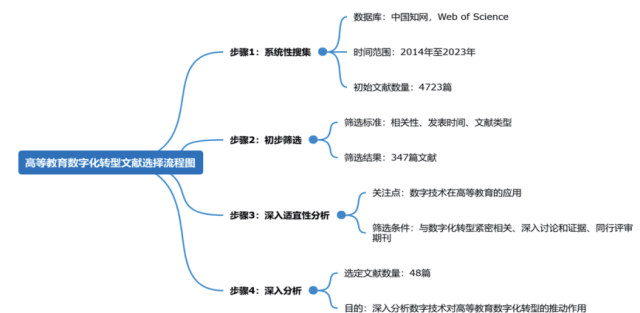 高等教育数字化转型文献选择流程图
步骤1：系统性搜集
数据库：中国知网，Web of Science
时间范围：2014年至2023年
初始文献数量：4723篇
步骤2：初步筛选
筛选标准：相关性、发表时间、文献类型
筛选结果：347篇文献
步骤3：深入适宜性分析
关注点：数字技术在高等教育的应用
筛选条件：与数字化转型紧密相关、深入讨论和证据、同行评审
期刊
步骤4：深入分析
选定文献数量：48篇
目的：深入分析数字技术对高等教育数字化转型的推动作用